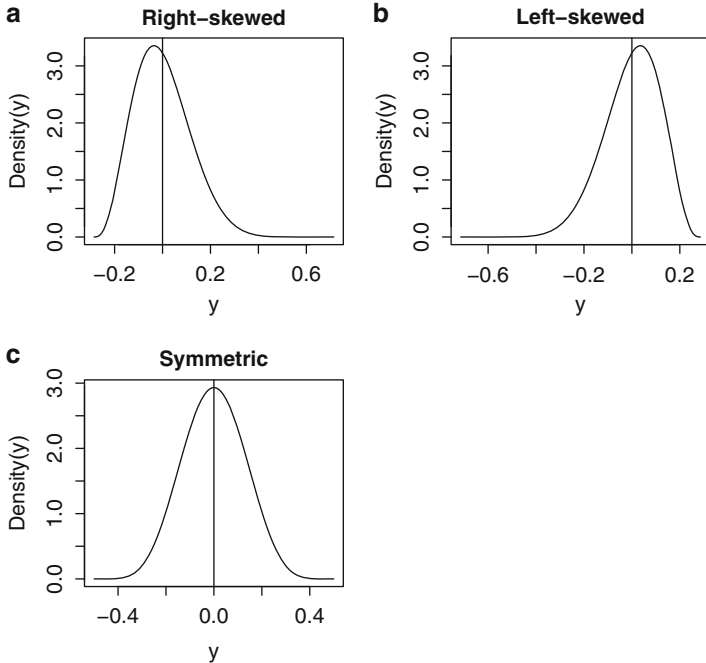 a
Right−skewed
Density(y)
0.0 1.0 2.0 3.0
−0.2 0.2 0.6
y
b
Left−skewed
Density(y)
0.0 1.0 2.0 3.0
−0.6 −0.2 0.2
y
c
Symmetric
Density(y)
0.0 1.0 2.0 3.0
−0.4 0.0 0.4
y